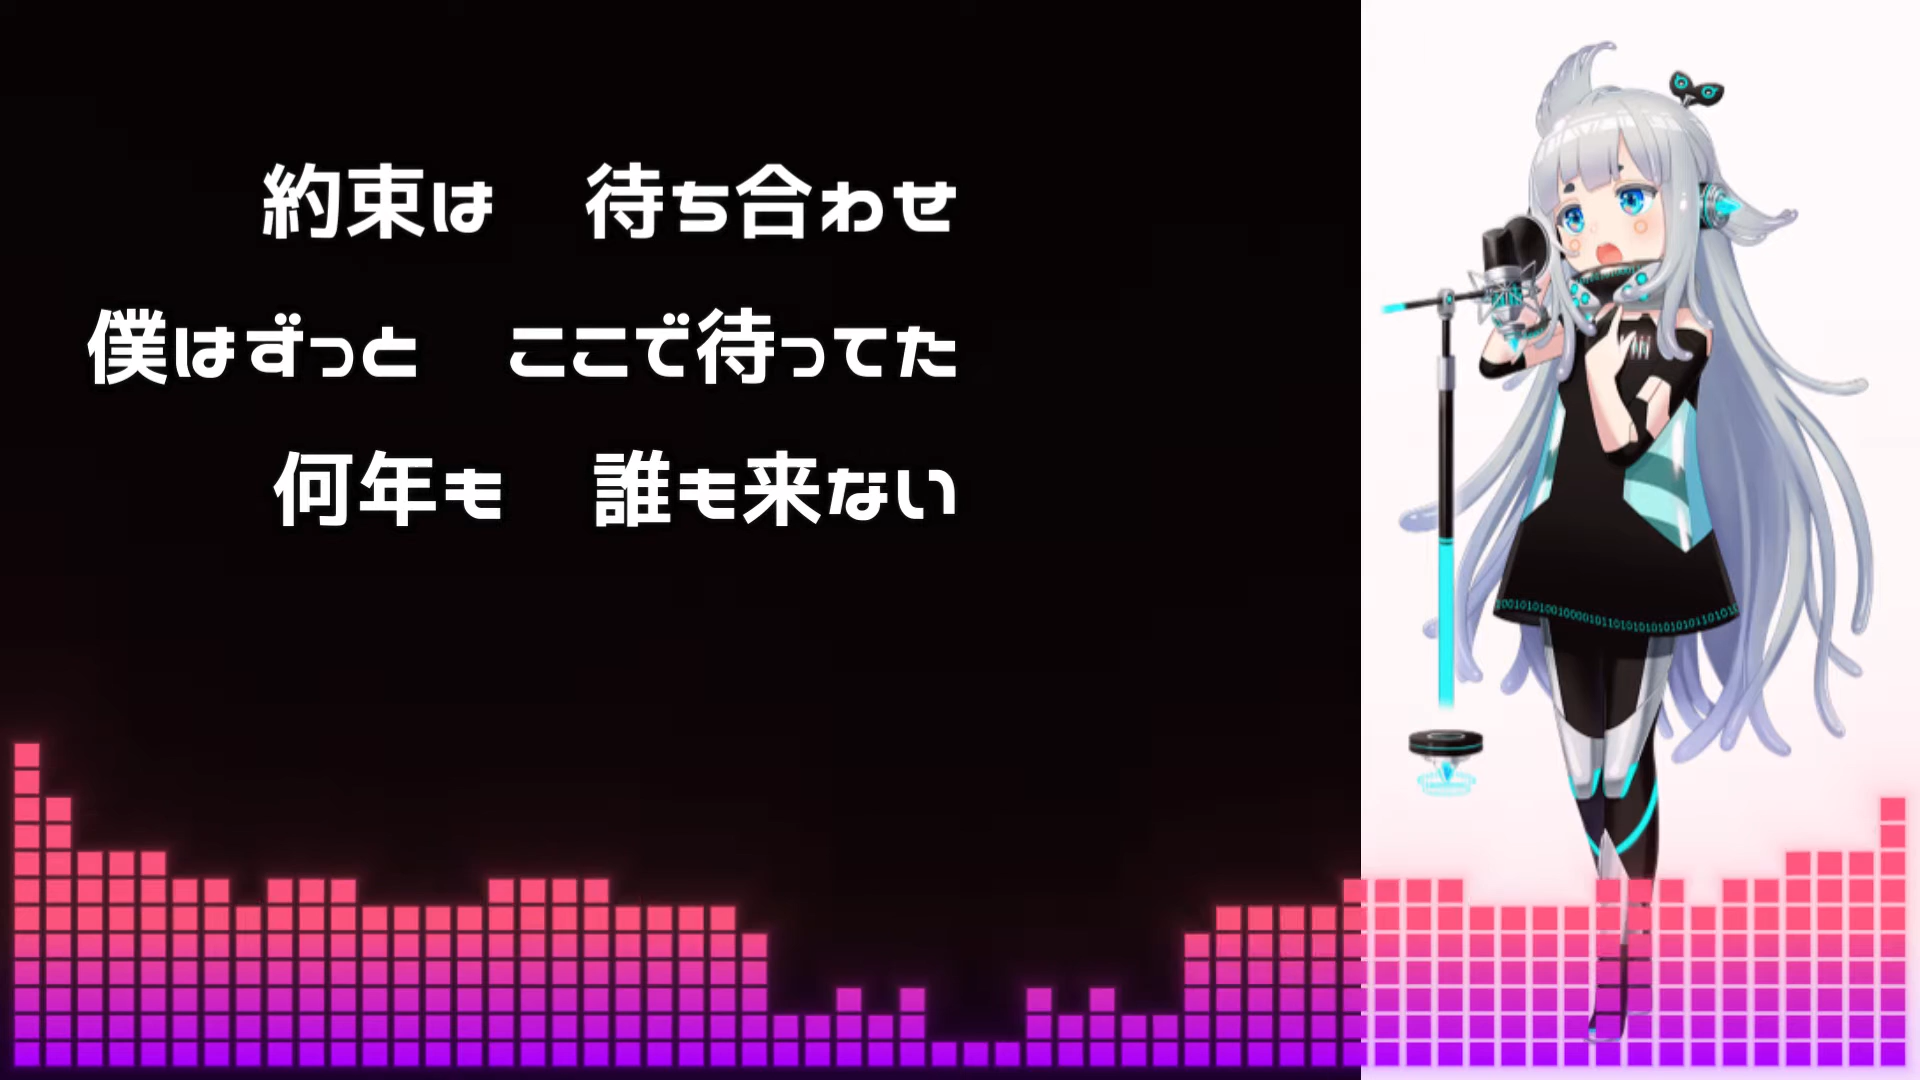 約束は　待ち合わせ
僕はずっと　ここで待ってた
何年も　誰も来ない